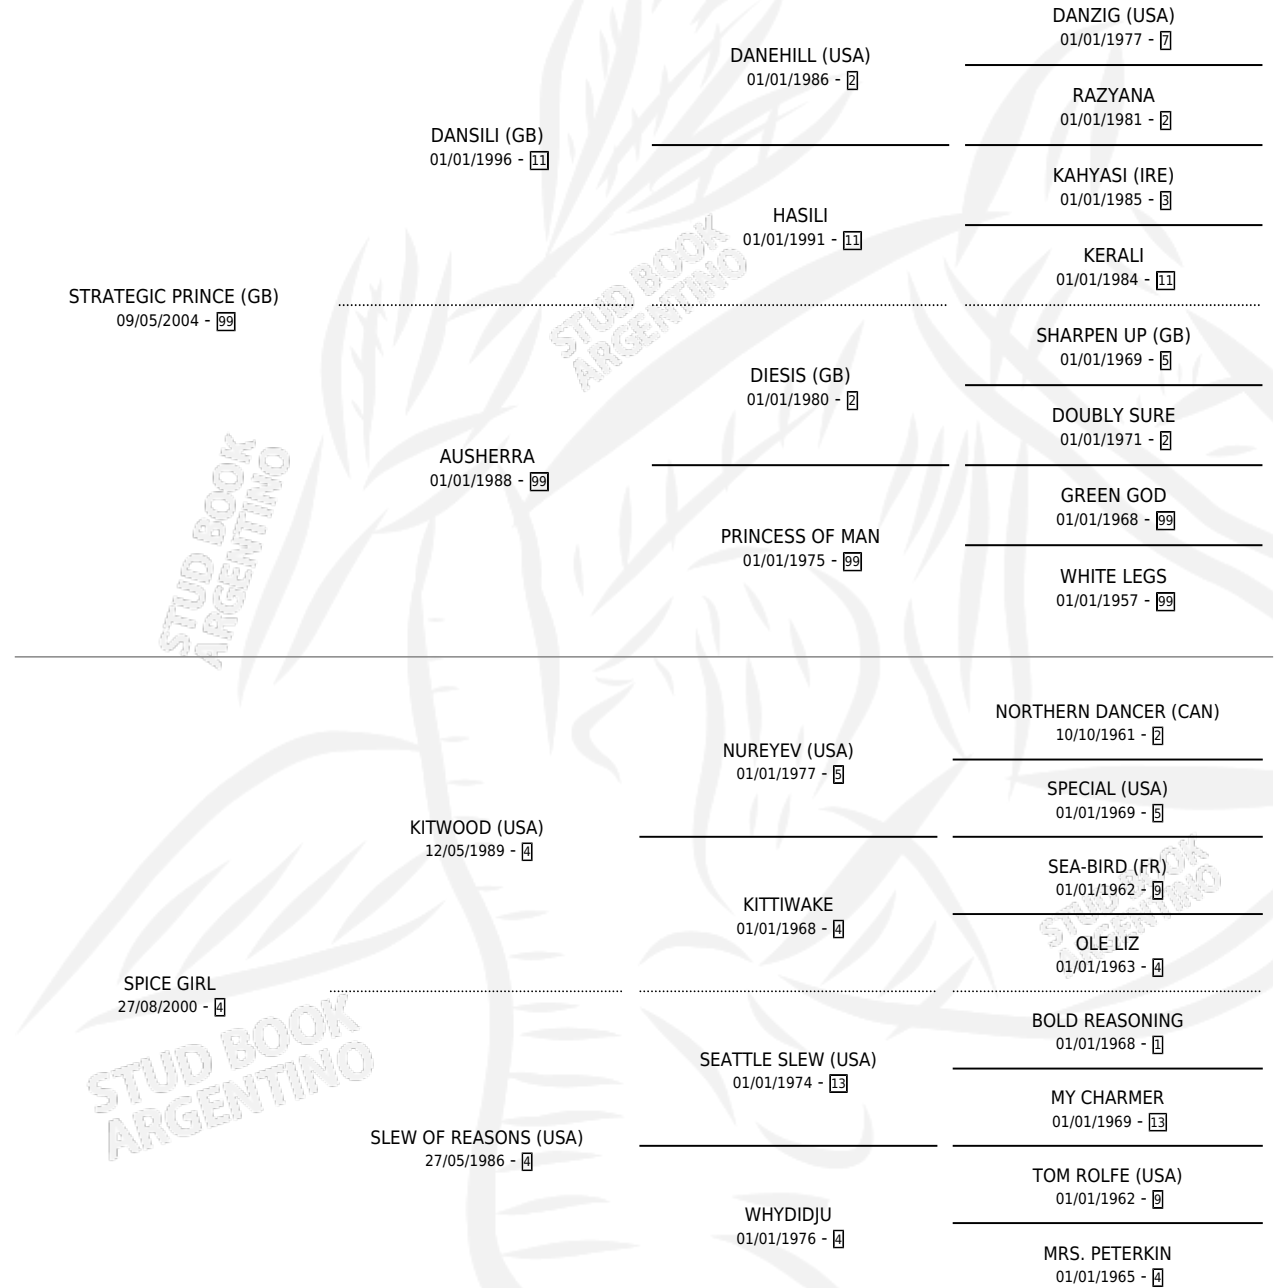 DANZIG (USA)
01/01/1977 - 7
DANEHILL (USA)
01/01/1986 - 2
RAZYANA
01/01/1981 - 2
DANSILI (GB)
01/01/1996 - 11
KAHYASI (IRE)
01/01/1985 - 3
HASILI
01/01/1991 - 11
KERALI
01/01/1984 - 11
STRATEGIC PRINCE (GB)
09/05/2004 - 99
SHARPEN UP (GB)
01/01/1969 - 5
DIESIS (GB)
01/01/1980 - 2
DOUBLY SURE
01/01/1971 - 2
AUSHERRA
01/01/1988 - 99
GREEN GOD
01/01/1968 - 99
PRINCESS OF MAN
01/01/1975 - 99
WHITE LEGS
01/01/1957 - 99
NORTHERN DANCER (CAN)
10/10/1961 - 2
NUREYEV (USA)
01/01/1977 - 5
SPECIAL (USA)
01/01/1969 - 5
KITWOOD (USA)
12/05/1989 - 4
SEA-BIRD (FR)
01/01/1962 - 9
KITTIWAKE
01/01/1968 - 4
OLE LIZ
01/01/1963 - 4
SPICE GIRL
27/08/2000 - 4
BOLD REASONING
01/01/1968 - 1
SEATTLE SLEW (USA)
01/01/1974 - 13
MY CHARMER
01/01/1969 - 13
SLEW OF REASONS (USA)
27/05/1986 - 4
TOM ROLFE (USA)
01/01/1962 - 9
WHYDIDJU
01/01/1976 - 4
MRS. PETERKIN
01/01/1965 - 4
STUD BOOK
ARGENTINO
STUD BOOK
ARGENTINO
STUD BOOK
ARGENTINO
STUD BOOK
ARGENTINO